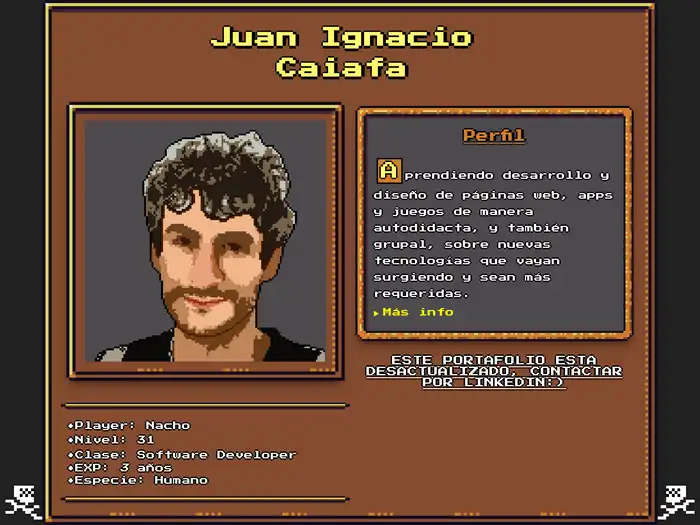 Juan Ignacio
Caiafa
Perfil
Aprendiendo desarrollo y
diseño de páginas web, apps
y juegos de manera
autodidacta, y también
grupal, sobre nuevas
tecnologías que vayan
surgiendo y sean más
requeridas.
▸Más info
ESTE PORTAFOLIO ESTA
DESACTUALIZADO, CONTACTAR
POR LINKEDIN:)
♦Player: Nacho
♦Nivel: 31
♦Clase: Software Developer
♦EXP: 3 años
♦Especie: Humano